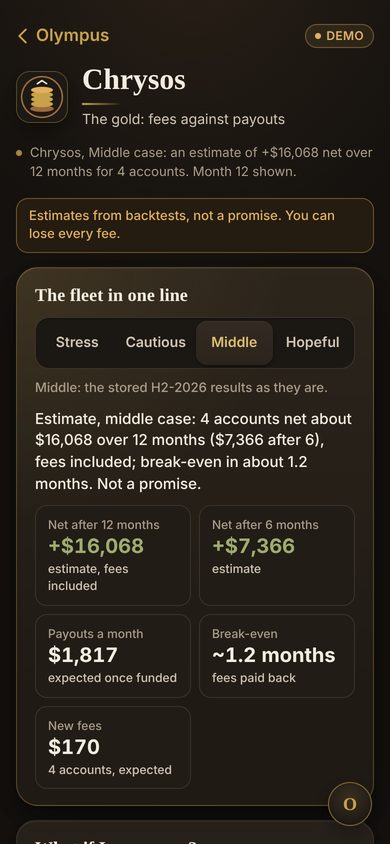 Olympus
DEMO
Chrysos
The gold: fees against payouts
Chrysos, Middle case: an estimate of +$16,068 net over
12 months for 4 accounts. Month 12 shown.
Estimates from backtests, not a promise. You can
lose every fee.
The fleet in one line
Stress Cautious Middle Hopeful
Middle: the stored H2-2026 results as they are.
Estimate, middle case: 4 accounts net about
$16,068 over 12 months ($7,366 after 6),
fees included; break-even in about 1.2
months. Not a promise.
Net after 12 months
+$16,068
estimate, fees
included
Net after 6 months
+$7,366
estimate
Payouts a month
$1,817
expected once funded
Break-even
~1.2 months
fees paid back
New fees
$170
4 accounts, expected
O